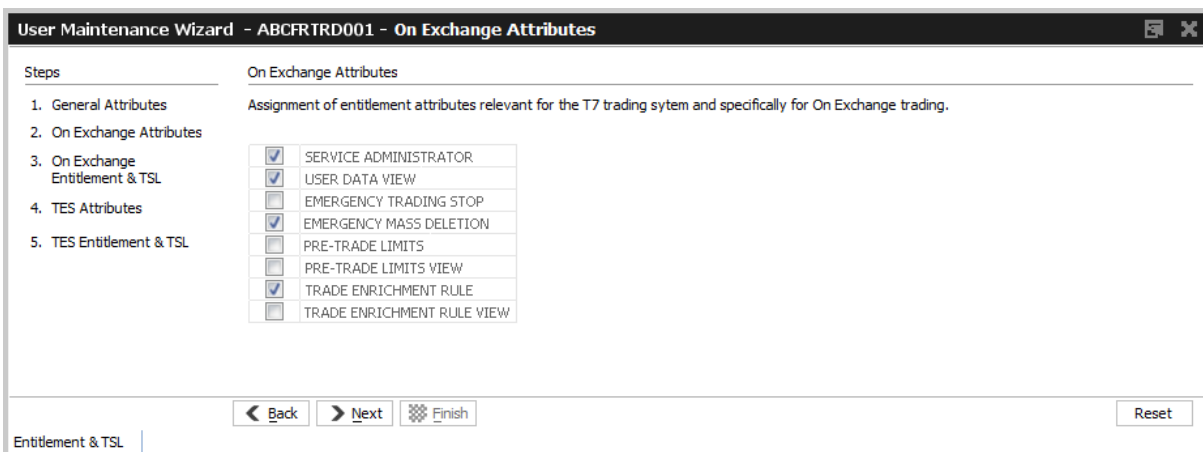 User Maintenance Wizard - ABCFRTRD001 - On Exchange Attributes
Steps
1. General Attributes
2. On Exchange Attributes
3. On Exchange
Entitlement & TSL
4. TES Attributes
5. TES Entitlement & TSL
On Exchange Attributes
Assignment of entitlement attributes relevant for the T7 trading sytem and specifically for On Exchange trading.
SERVICE ADMINISTRATOR
USER DATA VIEW
EMERGENCY TRADING STOP
EMERGENCY MASS DELETION
PRE-TRADE LIMITS
PRE-TRADE LIMITS VIEW
TRADE ENRICHMENT RULE
TRADE ENRICHMENT RULE VIEW
Back
Next
Finish
Reset
Entitlement & TSL